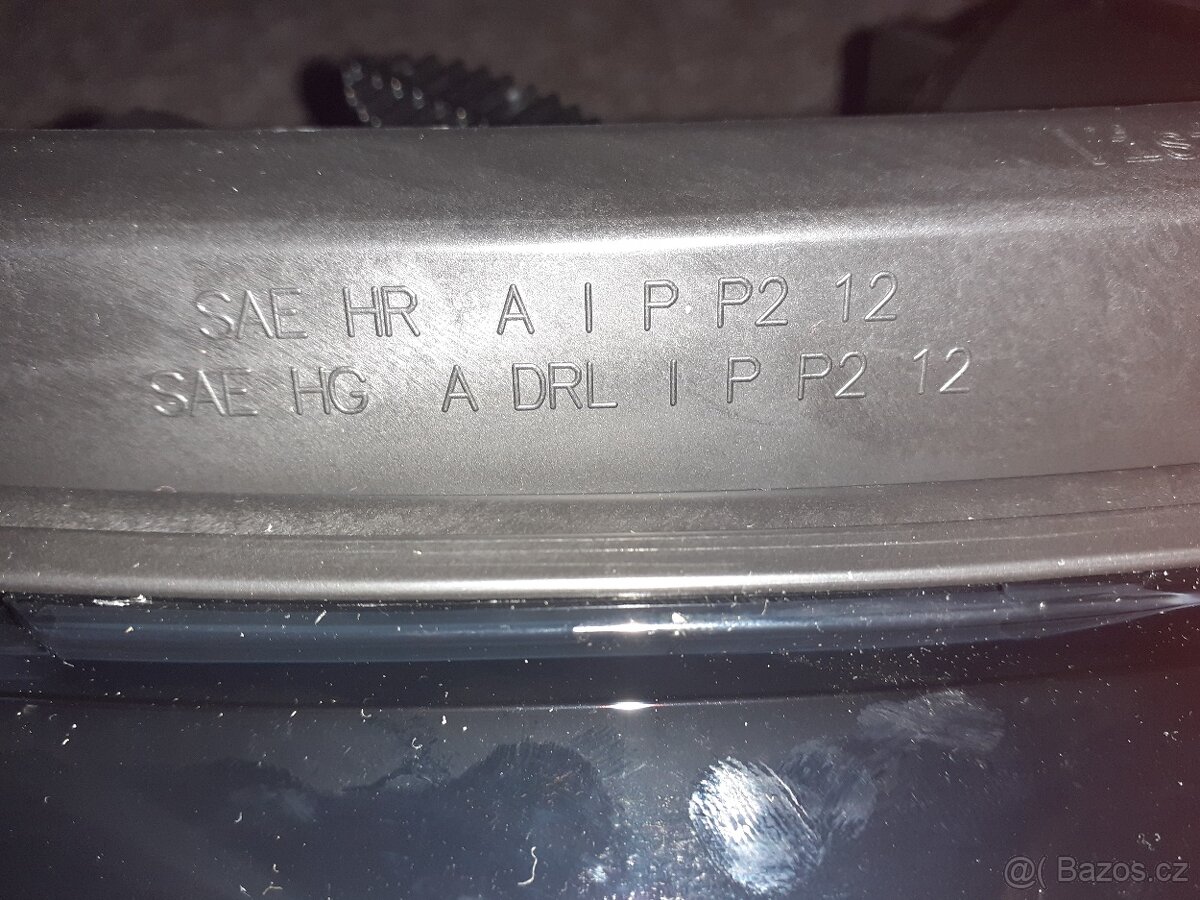 SAE HR A I P P2 12
SAE HG A DRL I P P2 12
@( Bazos.cz